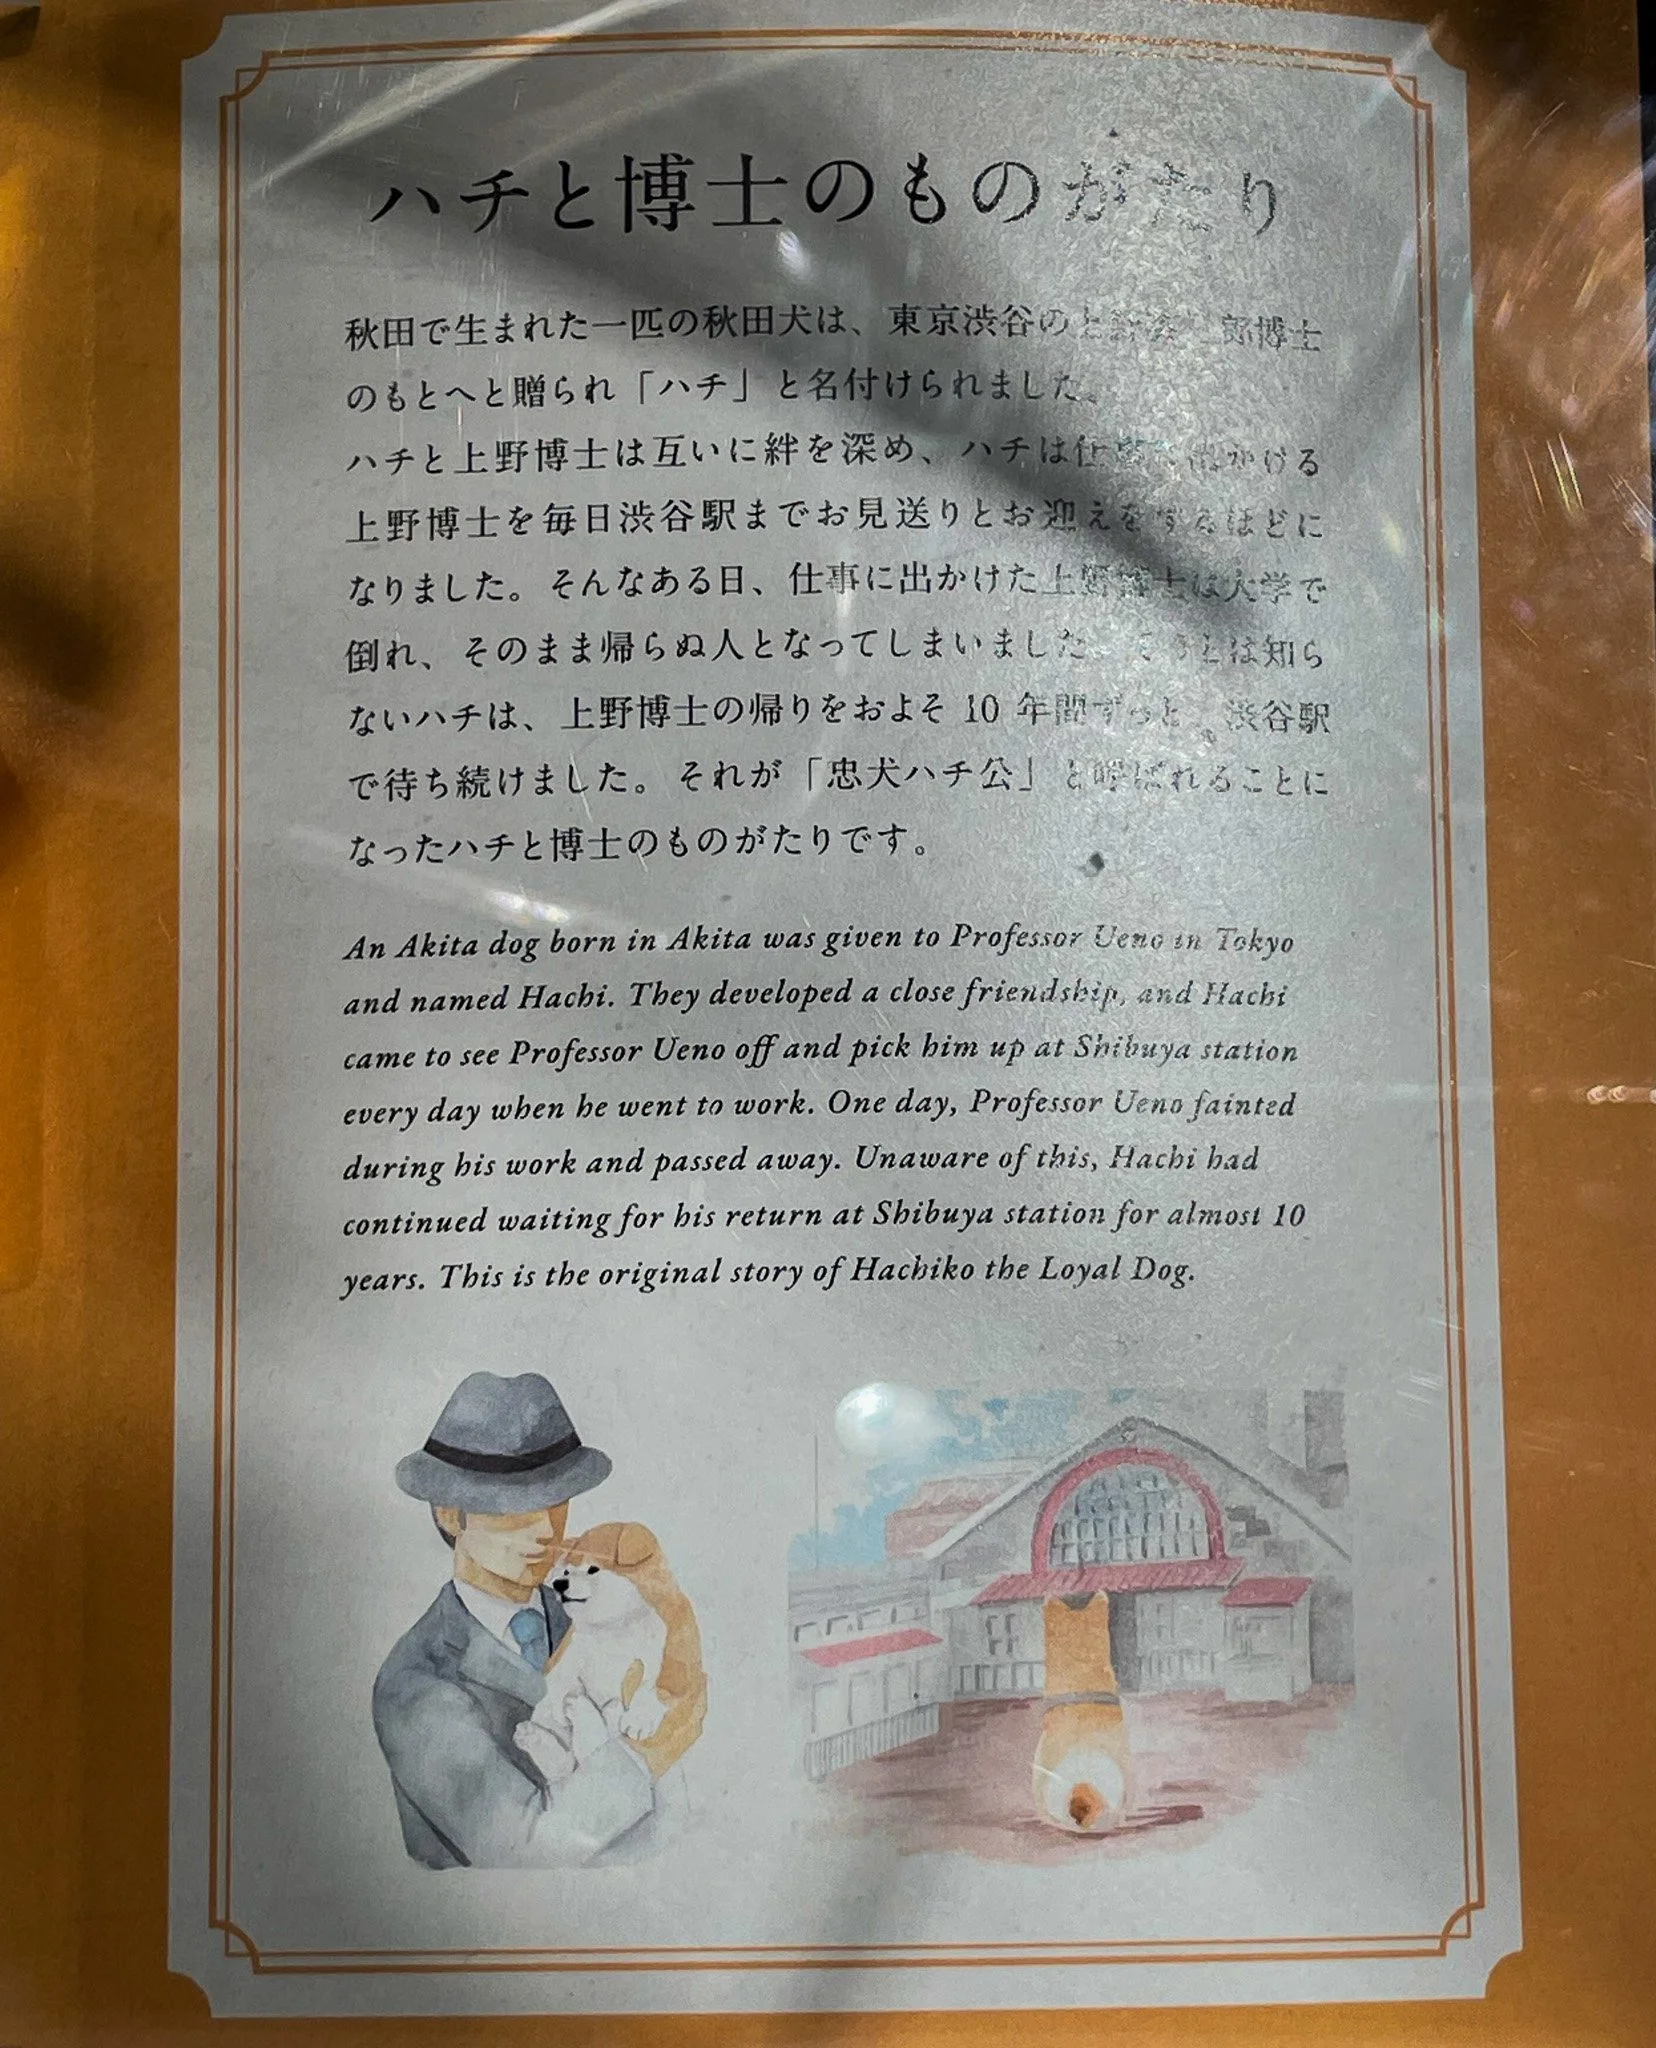 ハチと博士のものがたり
秋田で生まれた一匹の秋田犬は、東京渋谷の上野英三郎博士
のもとへと贈られ「ハチ」と名付けられました。
ハチと上野博士は互いに絆を深め、ハチは仕事に出かける
上野博士を毎日渋谷駅までお見送りとお迎えをするほどに
なりました。そんなある日、仕事に出かけた上野博士は大学で
倒れ、そのまま帰らぬ人となってしまいました。そうとは知ら
ないハチは、上野博士の帰りをおよそ 10 年間ずっと、渋谷駅
で待ち続けました。それが「忠犬ハチ公」と呼ばれることに
なったハチと博士のものがたりです。
An Akita dog born in Akita was given to Professor Ueno in Tokyo
and named Hachi. They developed a close friendship, and Hachi
came to see Professor Ueno off and pick him up at Shibuya station
every day when he went to work. One day, Professor Ueno fainted
during his work and passed away. Unaware of this, Hachi had
continued waiting for his return at Shibuya station for almost 10
years. This is the original story of Hachiko the Loyal Dog.